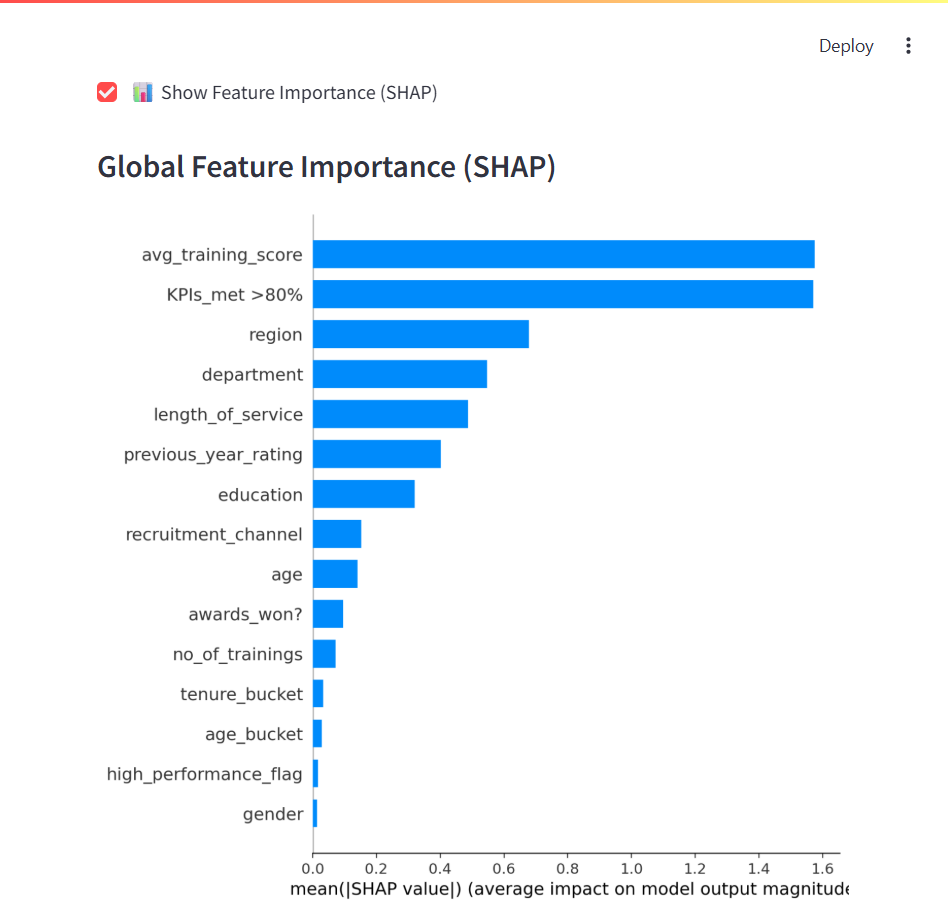 Deploy
Show Feature Importance (SHAP)
Global Feature Importance (SHAP)
avg_training_score
KPIs_met >80%
region
department
length_of_service
previous_year_rating
education
recruitment_channel
age
awards_won?
no_of_trainings
tenure_bucket
age_bucket
high_performance_flag
gender
0.0 0.2 0.4 0.6 0.8 1.0 1.2 1.4 1.6
mean(|SHAP value|) (average impact on model output magnitude